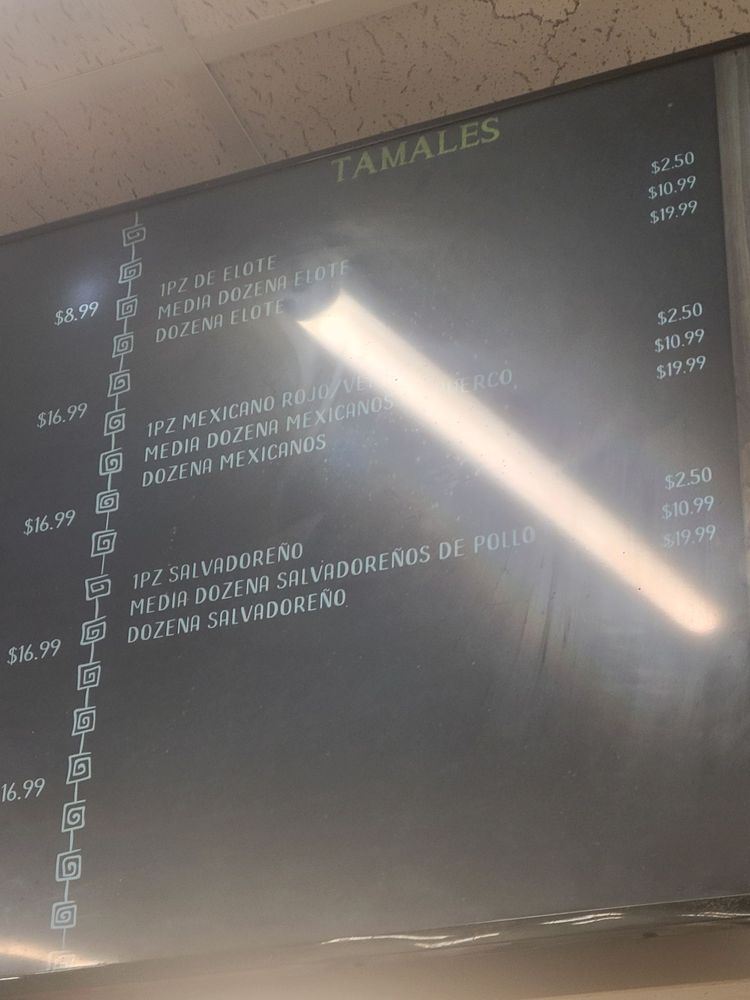 TAMALES
$8.99
$16.99
$16.99
$16.99
16.99
1PZ DE ELOTE $2.50
MEDIA DOZENA ELOTE $10.99
DOZENA ELOTE $19.99
1PZ MEXICANO ROJO $2.50
MEDIA DOZENA MEXICANOS $10.99
DOZENA MEXICANOS $19.99
1PZ SALVADOREÑO $2.50
MEDIA DOZENA SALVADOREÑOS DE POLLO $10.99
DOZENA SALVADOREÑO $19.99